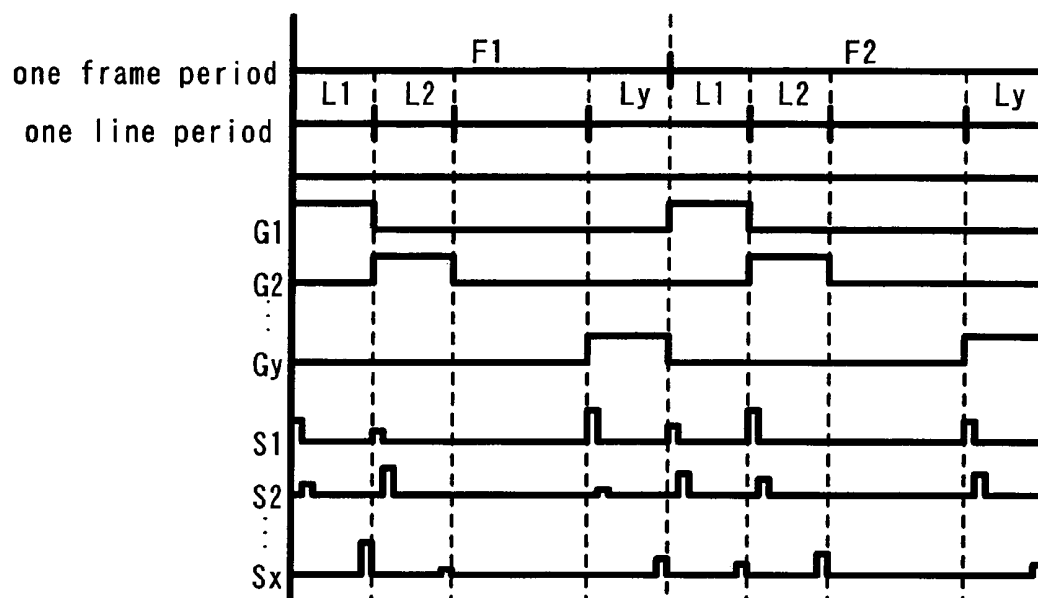 F1 F2
one frame period
L1 L2 Ly L1 L2 Ly
one line period
G1
G2
⋮
Gy
S1
S2
⋮
Sx